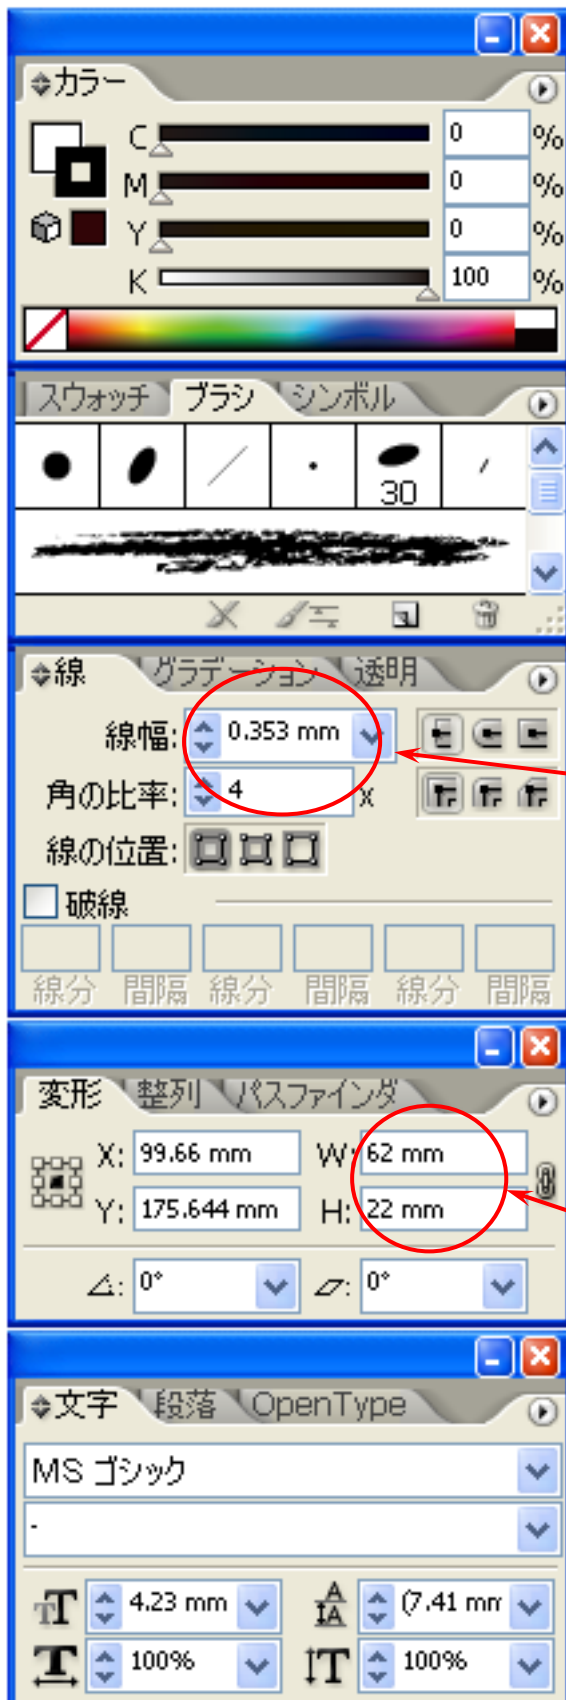 カラー
C 0 %
M 0 %
Y 0 %
K 100 %
スウォッチ ブラシ シンボル
30
線 グラデーション 透明
線幅: 0.353 mm
角の比率: 4 x
線の位置:
破線
線分 間隔 線分 間隔 線分 間隔
変形 整列 パスファインダ
X: 99.66 mm W: 62 mm
Y: 175.644 mm H: 22 mm
0° 0°
文字 段落 OpenType
MS ゴシック
-
4.23 mm (7.41 mm
100% 100%